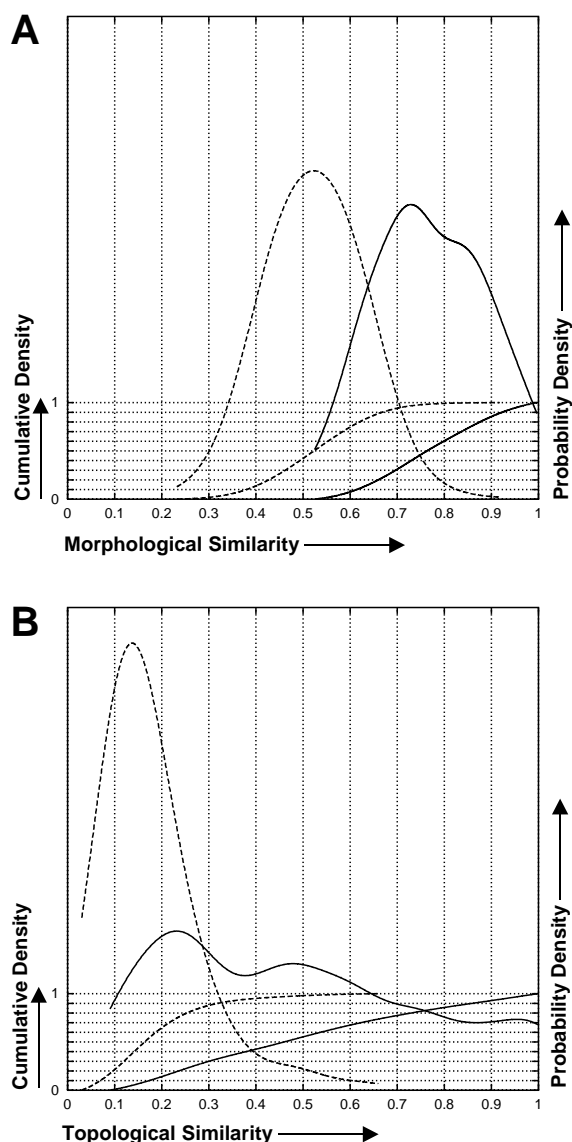 A
Cumulative Density
Probability Density
1
0
0 0.1 0.2 0.3 0.4 0.5 0.6 0.7 0.8 0.9 1
Morphological Similarity
B
Cumulative Density
Probability Density
1
0
0 0.1 0.2 0.3 0.4 0.5 0.6 0.7 0.8 0.9 1
Topological Similarity